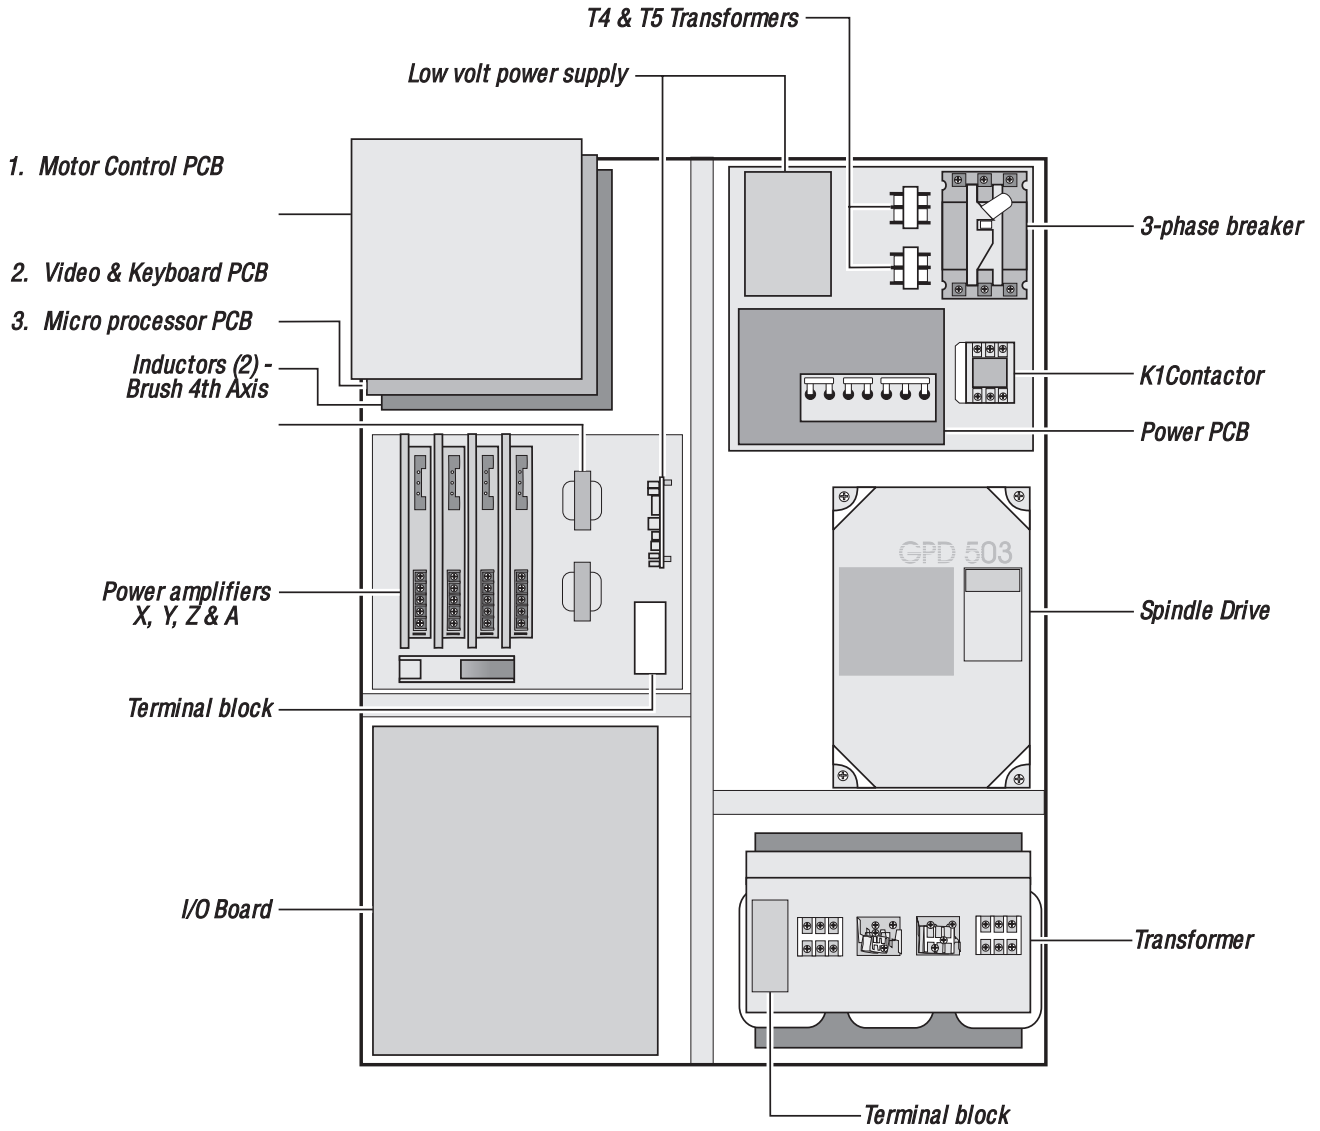 T4 & T5 Transformers
Low volt power supply
1. Motor Control PCB
3-phase breaker
2. Video & Keyboard PCB
3. Micro processor PCB
Inductors (2) -
Brush 4th Axis
K1Contactor
Power PCB
GPD 503
Power amplifiers
X, Y, Z & A
Spindle Drive
Terminal block
I/O Board
Transformer
Terminal block